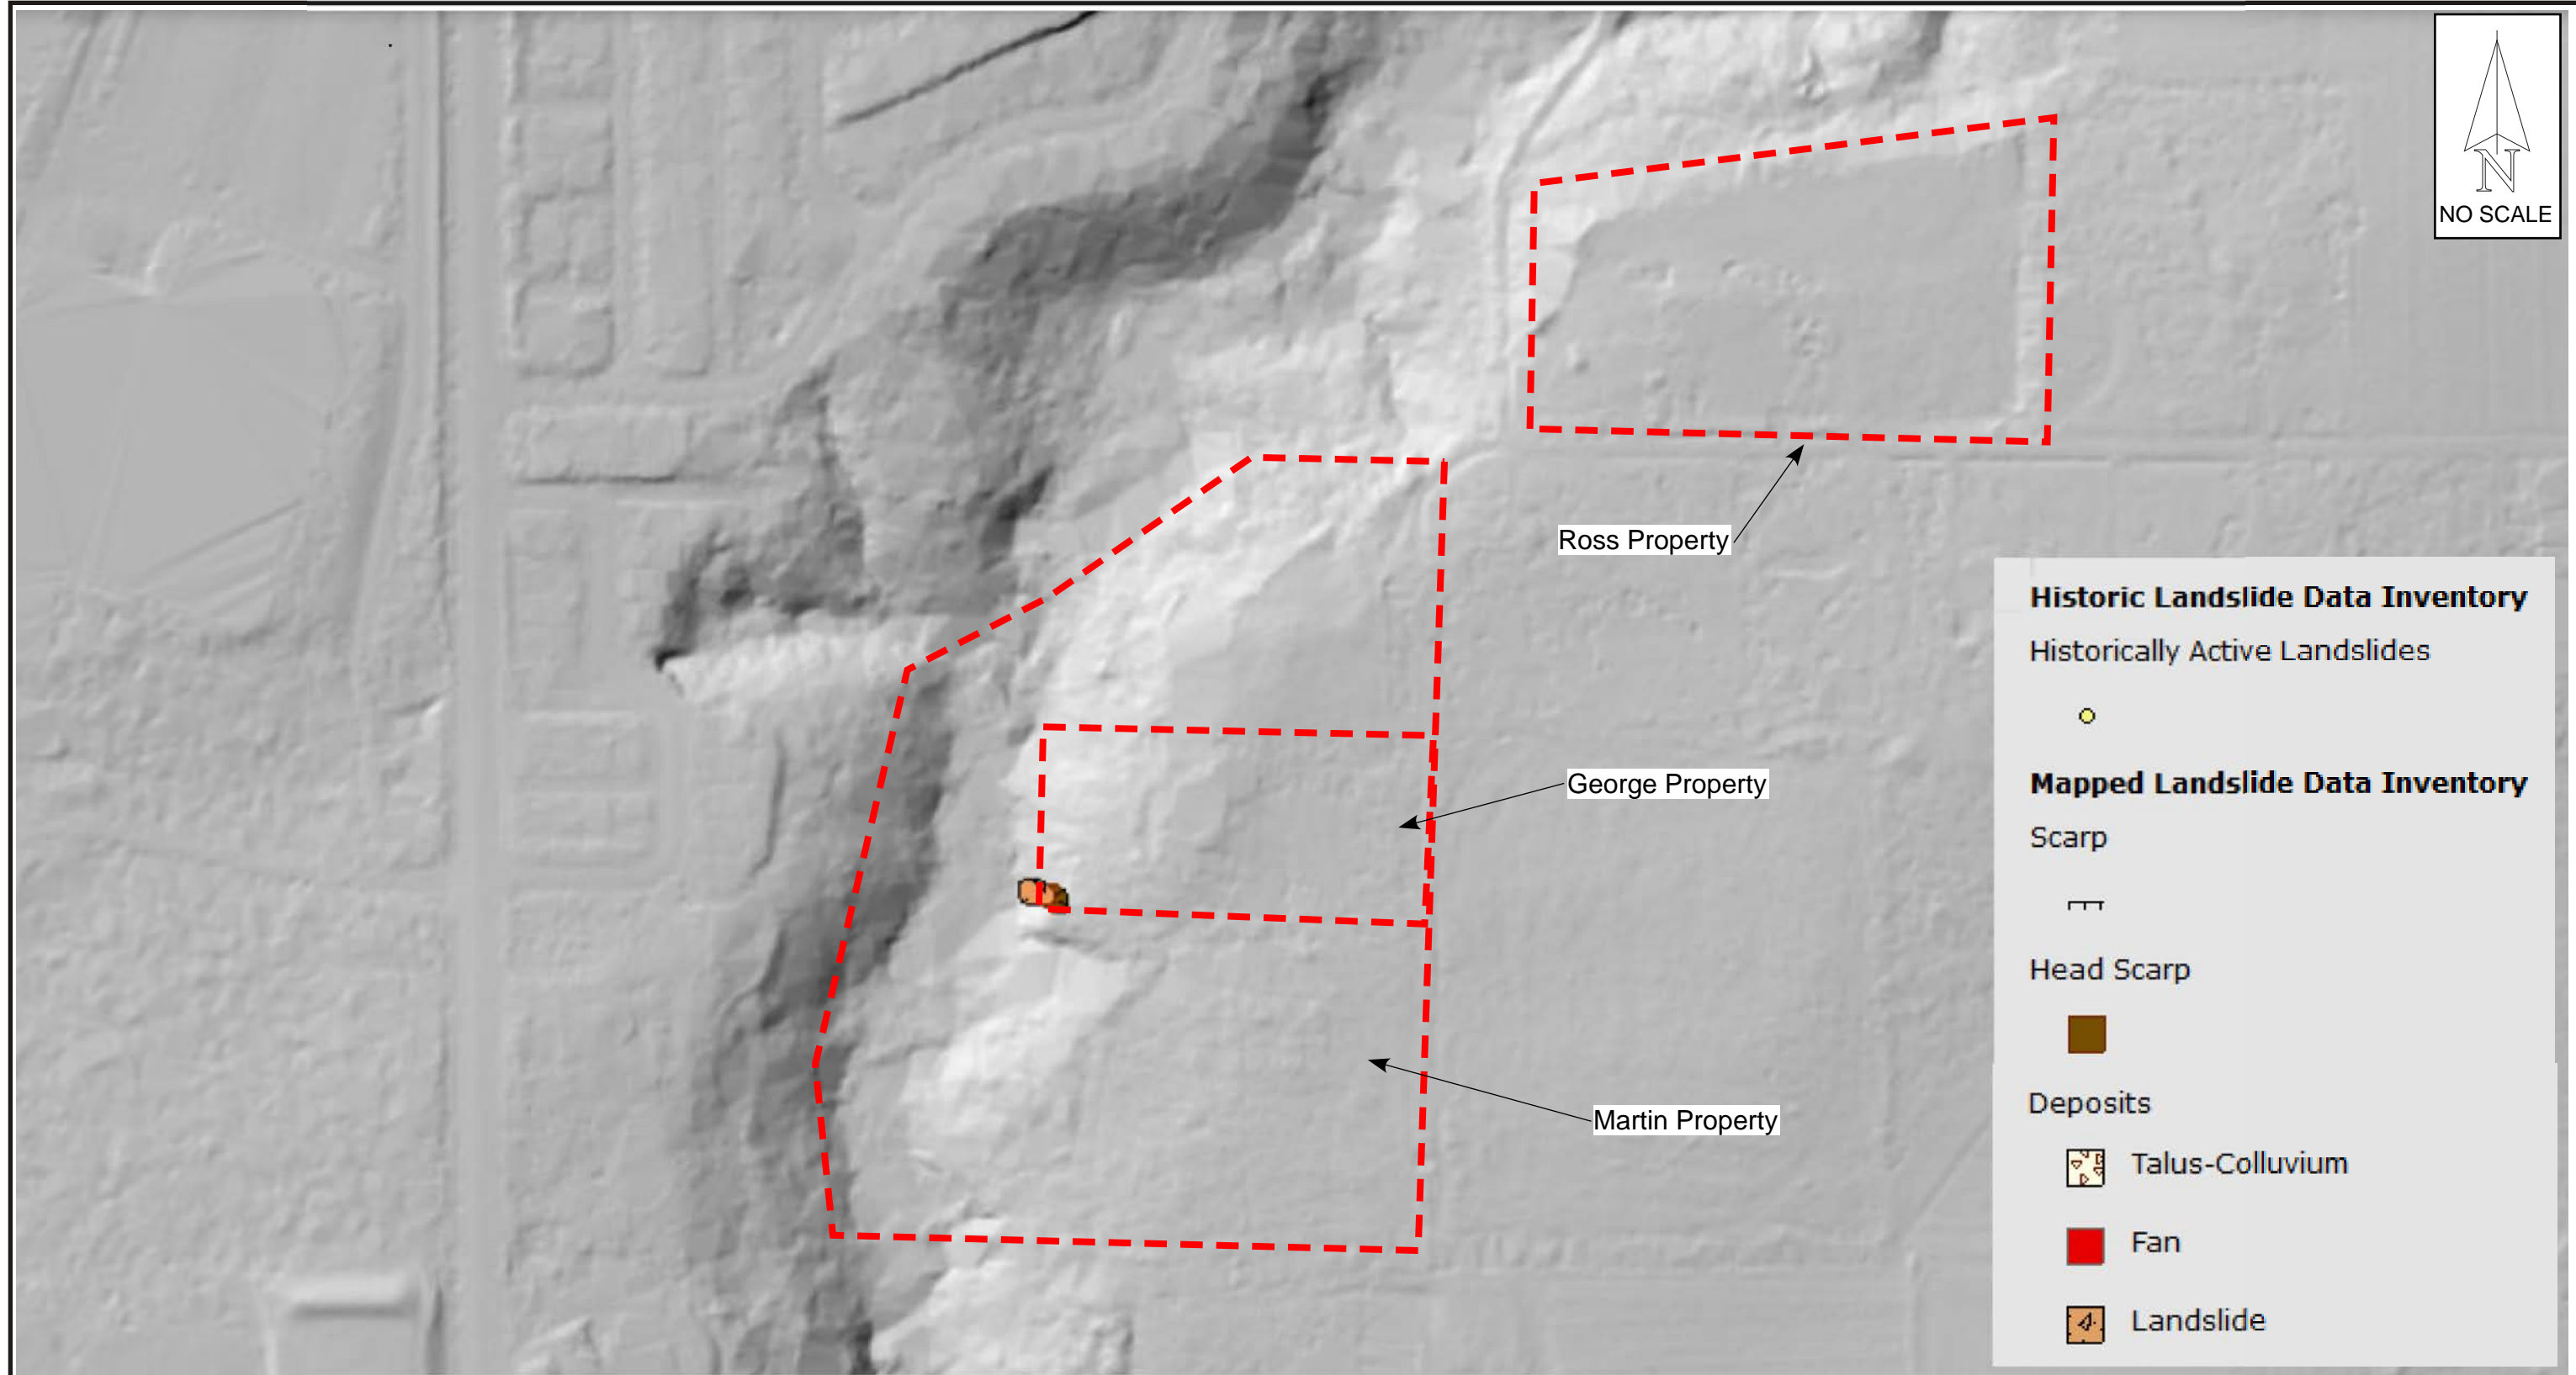 N
NO SCALE
Ross Property
George Property
Martin Property
Historic Landslide Data Inventory
Historically Active Landslides
Mapped Landslide Data Inventory
Scarp
Head Scarp
Deposits
Talus-Colluvium
Fan
Landslide